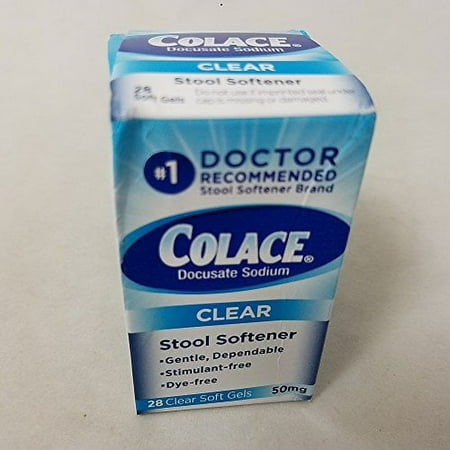 COLACE®
Docusate Sodium
CLEAR
Stool Softener
28
Soft Gels
Do not use if imprinted seal under
cap is missing or damaged.
#1
DOCTOR
RECOMMENDED
Stool Softener Brand
COLACE®
Docusate Sodium
CLEAR
Stool Softener
•Gentle, Dependable
•Stimulant-free
•Dye-free
50mg
28 Clear Soft Gels